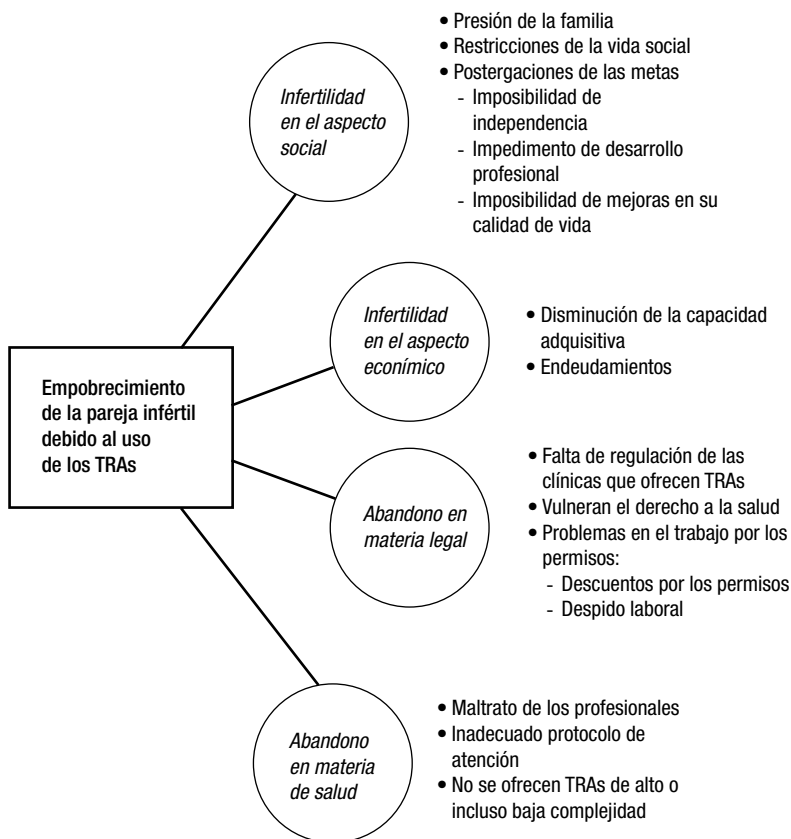 Infertilidad
en el aspecto
social
• Presión de la familia
• Restricciones de la vida social
• Postergaciones de las metas
- Imposibilidad de
independencia
- Impedimento de desarrollo
profesional
- Imposibilidad de mejoras en su
calidad de vida
Empobrecimiento
de la pareja infértil
debido al uso
de los TRAs
Infertilidad
en el aspecto
económico
• Disminución de la capacidad
adquisitiva
• Endeudamientos
Abandono en
materia legal
• Falta de regulación de las
clínicas que ofrecen TRAs
• Vulneran el derecho a la salud
• Problemas en el trabajo por los
permisos:
- Descuentos por los permisos
- Despido laboral
Abandono
en materia
de salud
• Maltrato de los profesionales
• Inadecuado protocolo de
atención
• No se ofrecen TRAs de alto o
incluso baja complejidad